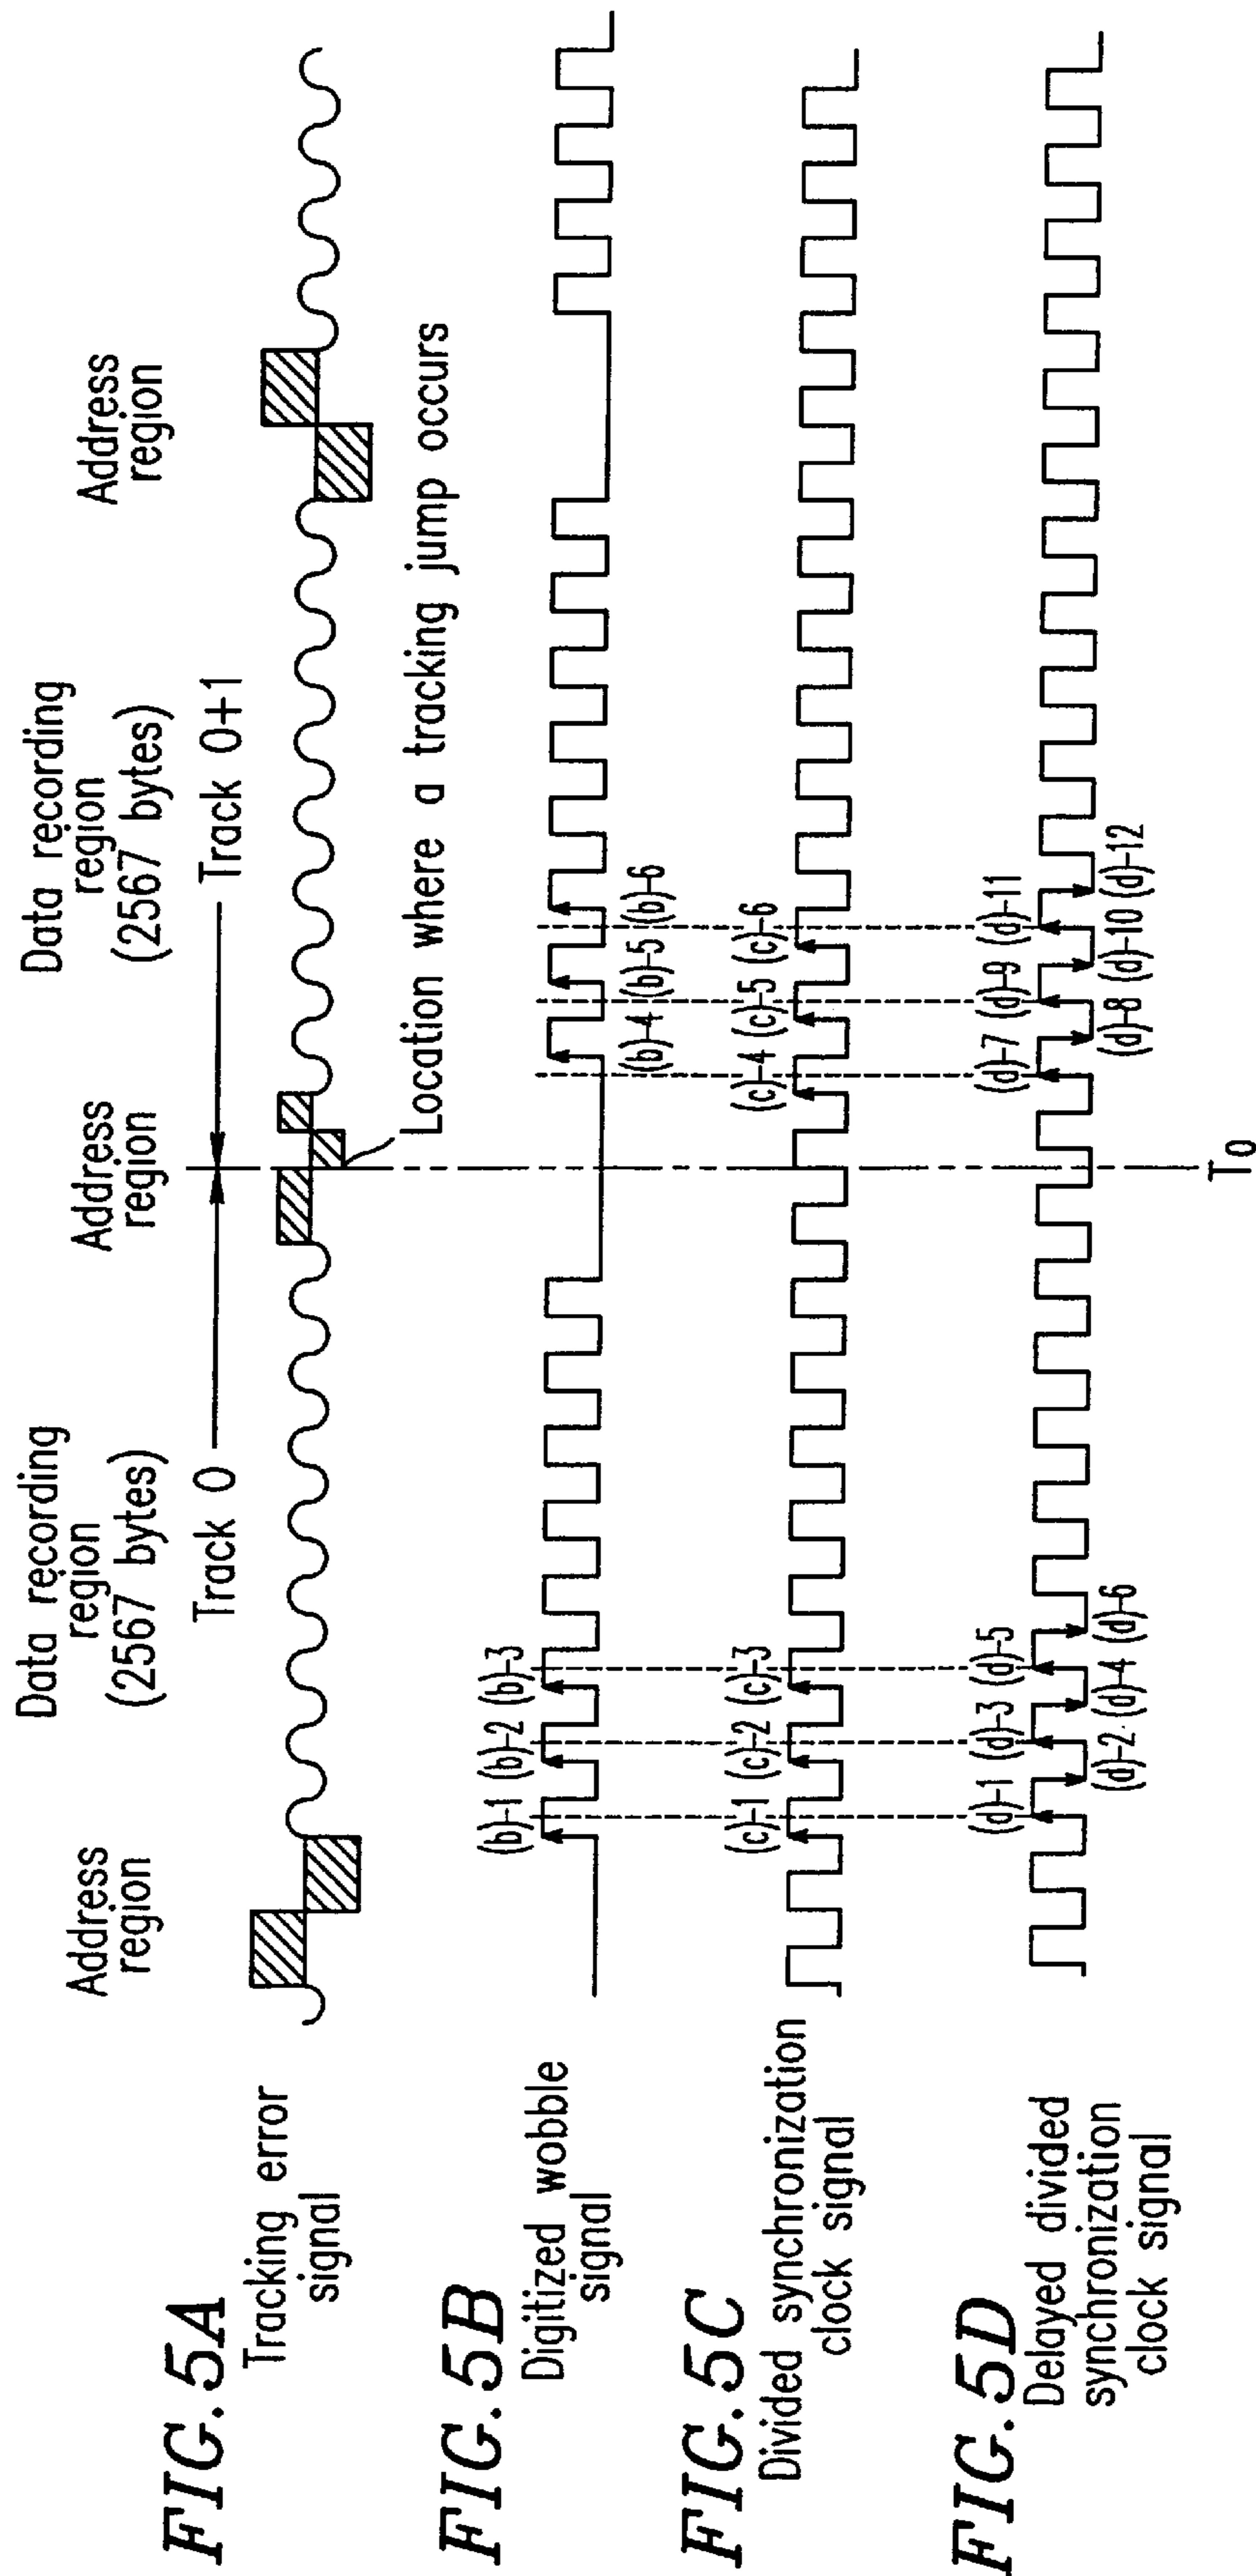 FIG. 5A
Tracking error
signal
Address
region
Data recording
region
(2567 bytes)
Track 0
Address
region
Data recording
region
(2567 bytes)
Track 0+1
Address
region
Location where a tracking jump occurs
FIG. 5B
Digitized wobble
signal
(b)-1 (b)-2 (b)-3
(b)-4 (b)-5 (b)-6
FIG. 5C
Divided synchronization
clock signal
(c)-1 (c)-2 (c)-3
(c)-4 (c)-5 (c)-6
FIG. 5D
Delayed divided
synchronization
clock signal
(d)-1 (d)-3 (d)-5
(d)-2 (d)-4 (d)-6
(d)-7 (d)-9 (d)-11
(d)-8 (d)-10 (d)-12
T0